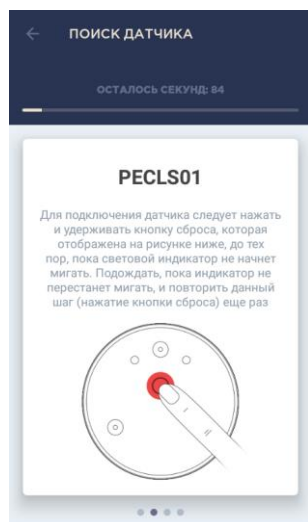 ПОИСК ДАТЧИКА
ОСТАЛОСЬ СЕКУНД: 84
PECLS01
Для подключения датчика следует нажать
и удерживать кнопку сброса, которая
отображена на рисунке ниже, до тех
пор, пока световой индикатор не начнет
мигать. Подождать, пока индикатор не
перестанет мигать, и повторить данный
шаг (нажатие кнопки сброса) еще раз